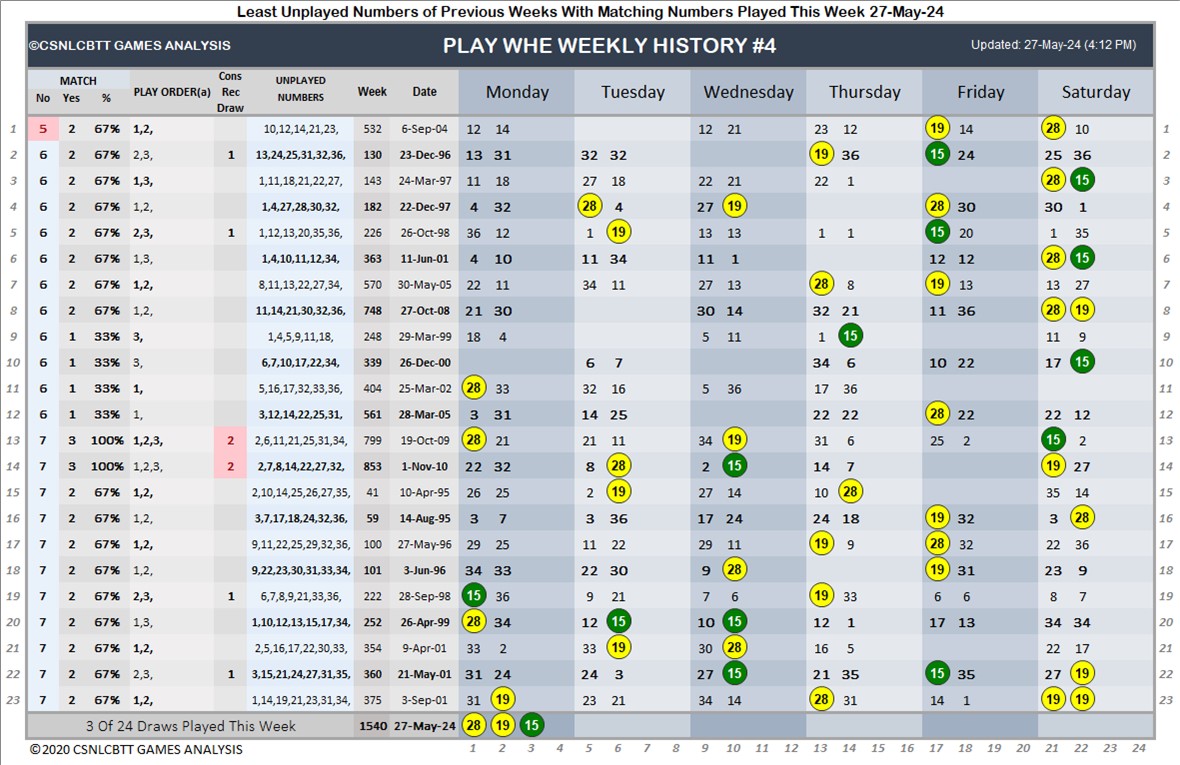 Least Unplayed Numbers of Previous Weeks With Matching Numbers Played This Week 27-May-24
©CSNLCBTT GAMES ANALYSIS PLAY WHE WEEKLY HISTORY #4 Updated: 27-May-24 (4:12 PM)
MATCH
No Yes % PLAY ORDER(a) Cons Rec Draw UNPLAYED NUMBERS Week Date Monday Tuesday Wednesday Thursday Friday Saturday
1 5 2 67% 1,2, 10,12,14,21,23, 532 6-Sep-04 12 14 12 21 23 12 19 14 28 10 1
2 6 2 67% 2,3, 1 13,24,25,31,32,36, 130 23-Dec-96 13 31 32 32 19 36 15 24 25 36 2
3 6 2 67% 1,3, 1,11,18,21,22,27, 143 24-Mar-97 11 18 27 18 22 21 22 1 28 15 3
4 6 2 67% 1,2, 1,4,27,28,30,32, 182 22-Dec-97 4 32 28 4 27 19 28 30 30 1 4
5 6 2 67% 2,3, 1 1,12,13,20,35,36, 226 26-Oct-98 36 12 1 19 13 13 1 1 15 20 1 35 5
6 6 2 67% 1,3, 1,4,10,11,12,34, 363 11-Jun-01 4 10 11 34 11 1 12 12 28 15 6
7 6 2 67% 1,2, 8,11,13,22,27,34, 570 30-May-05 22 11 34 11 27 13 28 8 19 13 13 27 7
8 6 2 67% 1,2, 11,14,21,30,32,36, 748 27-Oct-08 21 30 30 14 32 21 11 36 28 19 8
9 6 1 33% 3, 1,4,5,9,11,18, 248 29-Mar-99 18 4 5 11 1 15 11 9 9
10 6 1 33% 3, 6,7,10,17,22,34, 339 26-Dec-00 6 7 34 6 10 22 17 15 10
11 6 1 33% 1, 5,16,17,32,33,36, 404 25-Mar-02 28 33 32 16 5 36 17 36 11
12 6 1 33% 1, 3,12,14,22,25,31, 561 28-Mar-05 3 31 14 25 22 22 28 22 22 12 12
13 7 3 100% 1,2,3, 2 2,6,11,21,25,31,34, 799 19-Oct-09 28 21 21 11 34 19 31 6 25 2 15 2 13
14 7 3 100% 1,2,3, 2 2,7,8,14,22,27,32, 853 1-Nov-10 22 32 8 28 2 15 14 7 19 27 14
15 7 2 67% 1,2, 2,10,14,25,26,27,35, 41 10-Apr-95 26 25 2 19 27 14 10 28 35 14 15
16 7 2 67% 1,2, 3,7,17,18,24,32,36, 59 14-Aug-95 3 7 3 36 17 24 24 18 19 32 3 28 16
17 7 2 67% 1,2, 9,11,22,25,29,32,36, 100 27-May-96 29 25 11 22 29 11 19 9 28 32 22 36 17
18 7 2 67% 1,2, 9,22,23,30,31,33,34, 101 3-Jun-96 34 33 22 30 9 28 19 31 23 9 18
19 7 2 67% 2,3, 1 6,7,8,9,21,33,36, 222 28-Sep-98 15 36 9 21 7 6 19 33 6 6 8 7 19
20 7 2 67% 1,3, 1,10,12,13,15,17,34, 252 26-Apr-99 28 34 12 15 10 15 12 1 17 13 34 34 20
21 7 2 67% 1,2, 2,5,16,17,22,30,33, 354 9-Apr-01 33 2 33 19 30 28 16 5 22 17 21
22 7 2 67% 2,3, 1 3,15,21,24,27,31,35, 360 21-May-01 31 24 24 3 27 15 21 35 15 35 27 19 22
23 7 2 67% 1,2, 1,14,19,21,23,31,34, 375 3-Sep-01 31 19 23 21 34 14 28 31 14 1 19 19 23
3 Of 24 Draws Played This Week 1540 27-May-24 28 19 15
©2020 CSNLCBTT GAMES ANALYSIS 1 2 3 4 5 6 7 8 9 10 11 12 13 14 15 16 17 18 19 20 21 22 23 24